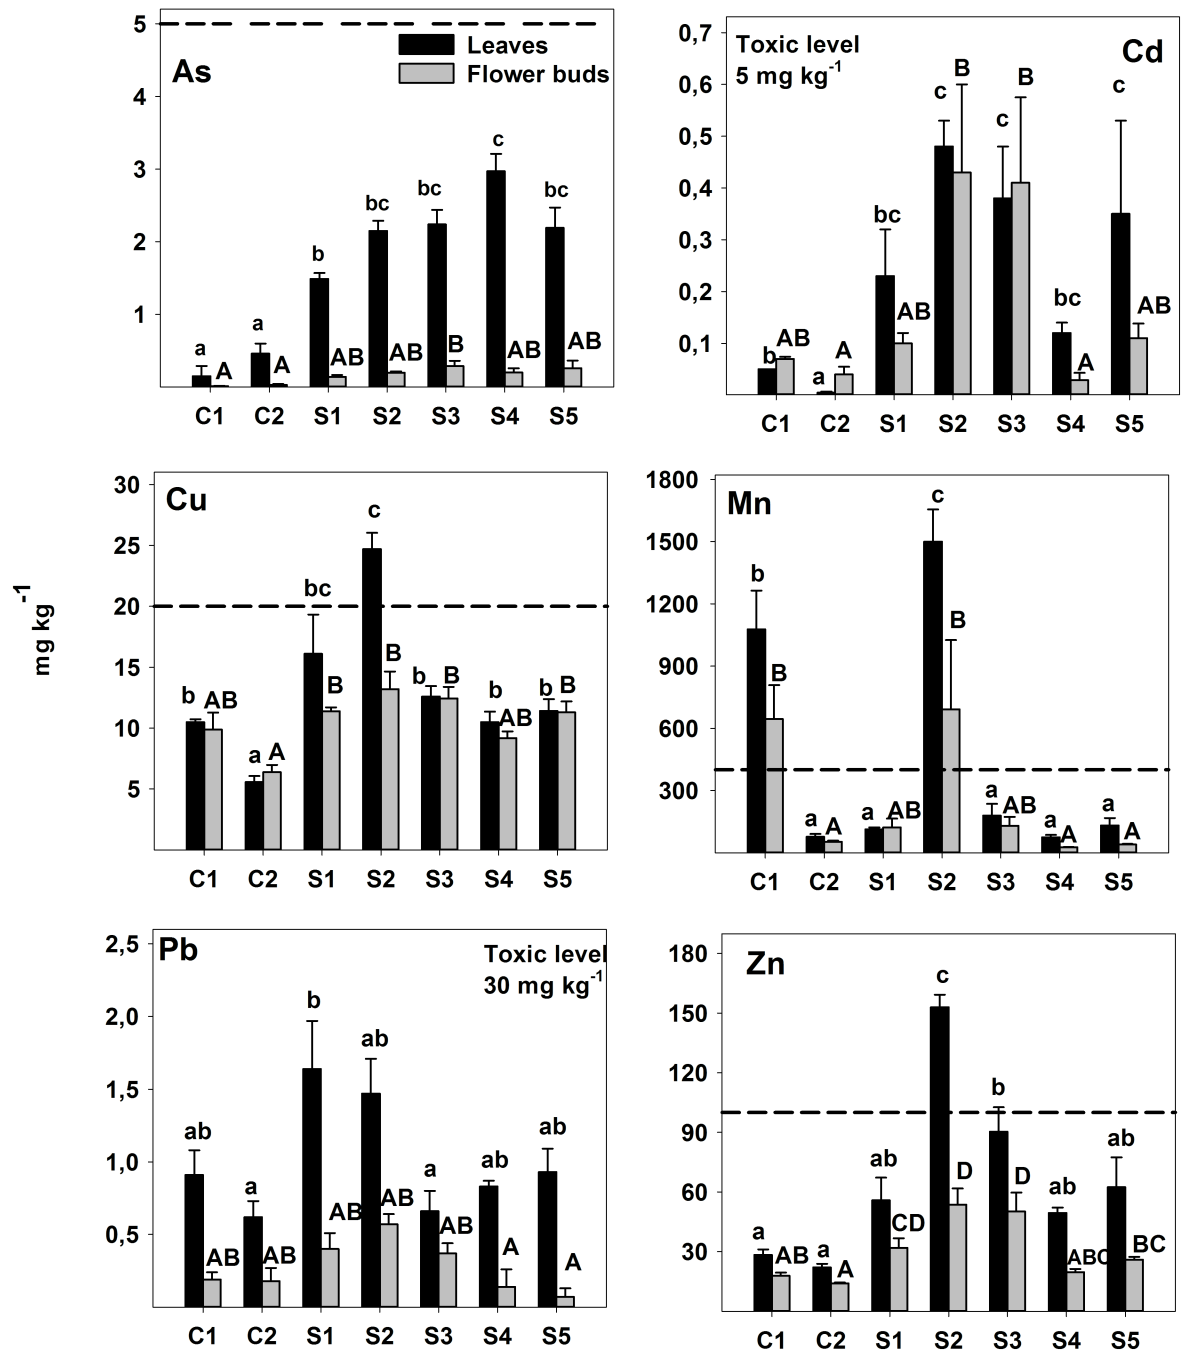 5
4
3
2
1
As
Leaves
Flower buds
a
A
a
A
b
AB
bc
AB
bc
B
c
AB
bc
AB
C1 C2 S1 S2 S3 S4 S5
0,7
0,6
0,5
0,4
0,3
0,2
0,1
Toxic level
5 mg kg-1
Cd
b
AB
a
A
bc
AB
c
B
c
B
bc
A
c
AB
C1 C2 S1 S2 S3 S4 S5
mg kg-1
30
25
20
15
10
5
Cu
b
AB
a
A
bc
B
c
B
b
B
b
AB
b
B
C1 C2 S1 S2 S3 S4 S5
1800
1500
1200
900
600
300
Mn
b
B
a
A
a
AB
c
B
a
AB
a
A
a
A
C1 C2 S1 S2 S3 S4 S5
2,5
2,0
1,5
1,0
0,5
Pb
Toxic level
30 mg kg-1
ab
AB
a
AB
b
AB
ab
AB
a
AB
ab
A
ab
A
C1 C2 S1 S2 S3 S4 S5
180
150
120
90
60
30
Zn
a
AB
a
A
ab
CD
c
D
b
D
ab
ABC
ab
BC
C1 C2 S1 S2 S3 S4 S5